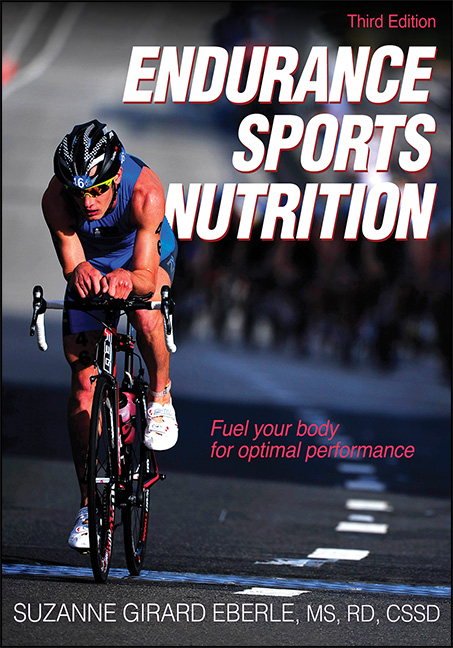 Third Edition
ENDURANCE
SPORTS
NUTRITION
Fuel your body
for optimal performance
SUZANNE GIRARD EBERLE, MS, RD, CSSD